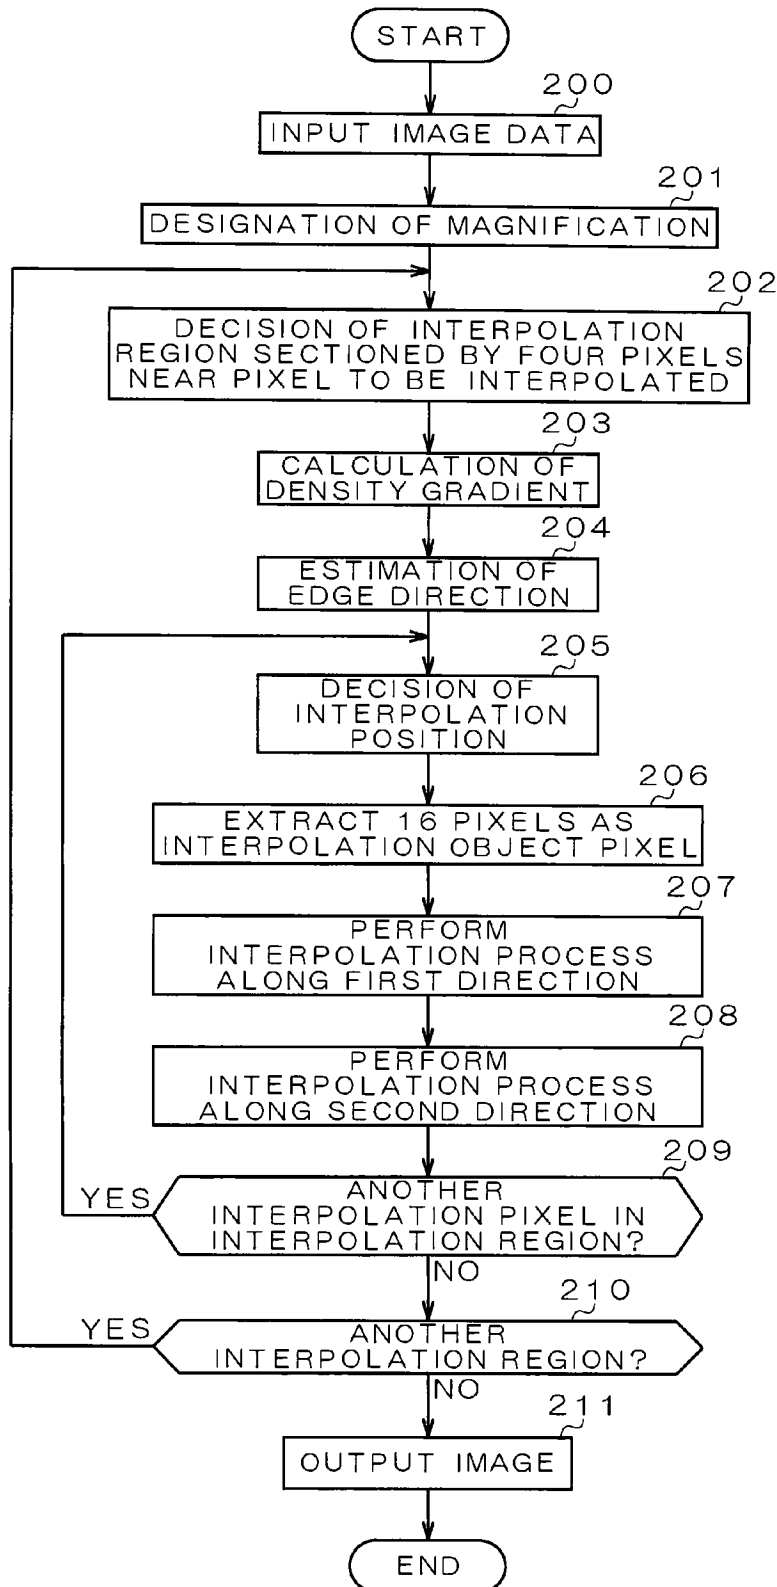 START
200
INPUT IMAGE DATA
201
DESIGNATION OF MAGNIFICATION
202
DECISION OF INTERPOLATION
REGION SECTIONED BY FOUR PIXELS
NEAR PIXEL TO BE INTERPOLATED
203
CALCULATION OF
DENSITY GRADIENT
204
ESTIMATION OF
EDGE DIRECTION
205
DECISION OF
INTERPOLATION
POSITION
206
EXTRACT 16 PIXELS AS
INTERPOLATION OBJECT PIXEL
207
PERFORM
INTERPOLATION PROCESS
ALONG FIRST DIRECTION
208
PERFORM
INTERPOLATION PROCESS
ALONG SECOND DIRECTION
209
YES
ANOTHER
INTERPOLATION PIXEL IN
INTERPOLATION REGION?
NO
210
YES
ANOTHER
INTERPOLATION REGION?
NO
211
OUTPUT IMAGE
END